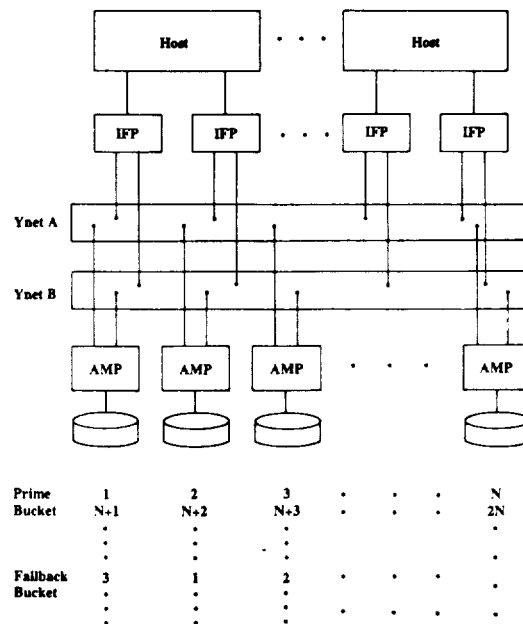 Host . . . Host
IFP IFP . . . IFP IFP
Ynet A
Ynet B
AMP AMP AMP . . . AMP
Prime 1 2 3 . . . N
Bucket N+1 N+2 N+3 . . . 2N
Fallback 3 1 2 . . .
Bucket